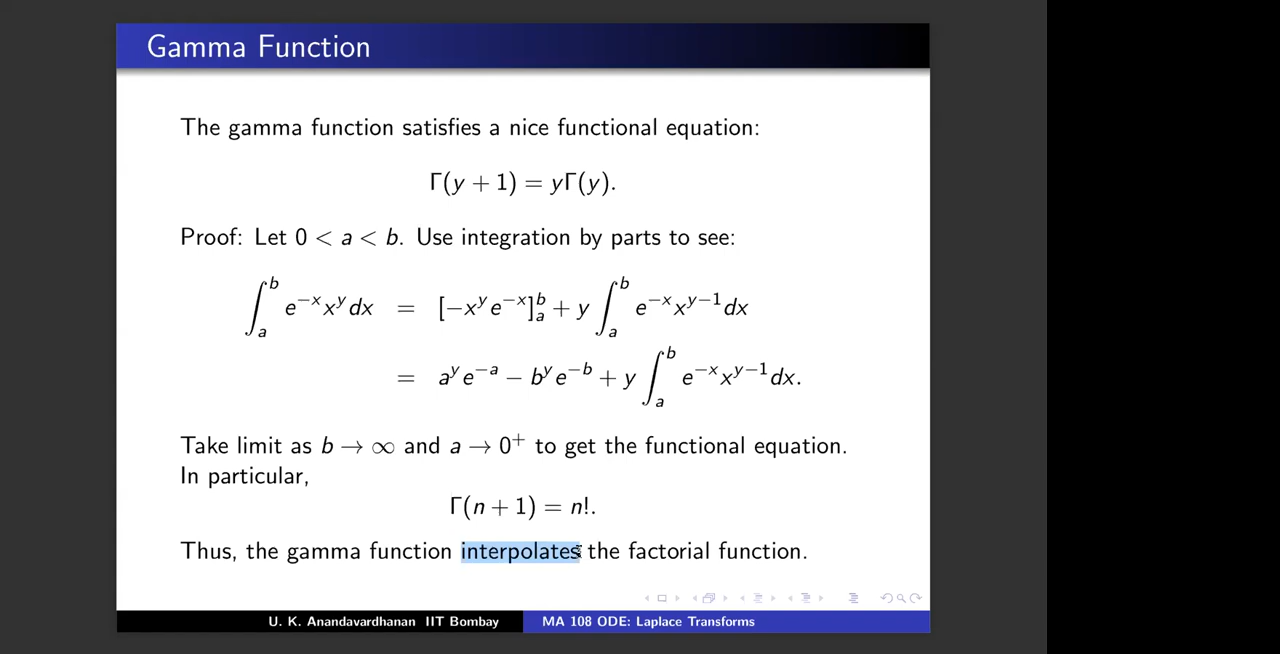 Gamma Function
The gamma function satisfies a nice functional equation:
Γ(y + 1) = yΓ(y).
Proof: Let 0 < a < b. Use integration by parts to see:
∫_a^b e^{−x} x^y dx = [−x^y e^{−x}]_a^b + y ∫_a^b e^{−x} x^{y−1} dx
= a^y e^{−a} − b^y e^{−b} + y ∫_a^b e^{−x} x^{y−1} dx.
Take limit as b → ∞ and a → 0⁺ to get the functional equation.
In particular,
Γ(n + 1) = n!.
Thus, the gamma function interpolates the factorial function.
U. K. Anandavardhanan IIT Bombay MA 108 ODE: Laplace Transforms